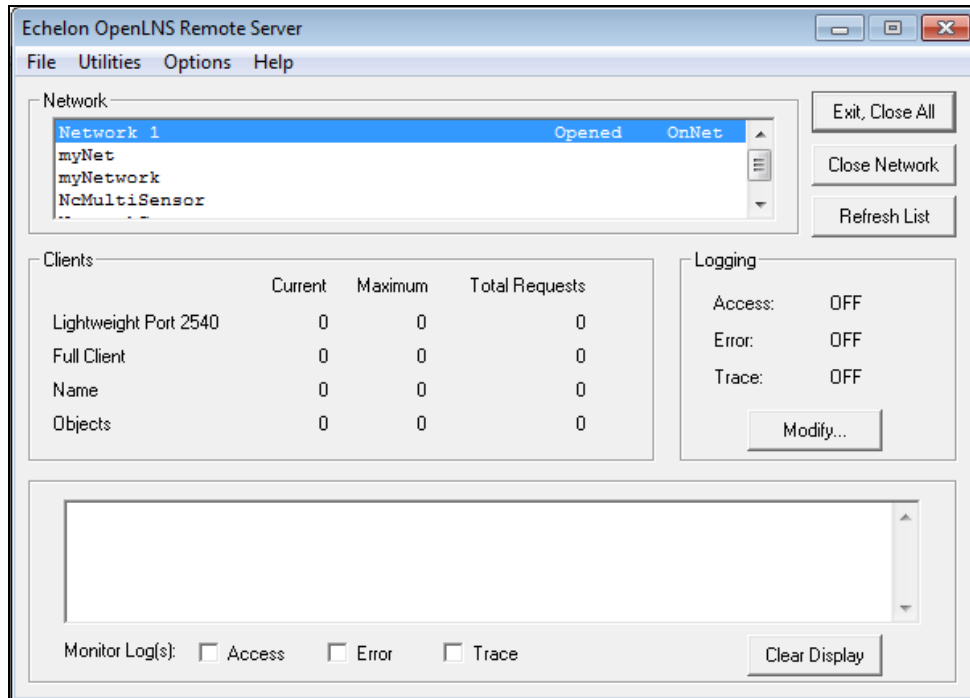 Echelon OpenLNS Remote Server
File Utilities Options Help
Network
Network 1 Opened OnNet
myNet
myNetwork
NcMultiSensor
Exit, Close All
Close Network
Refresh List
Clients
Current Maximum Total Requests
Lightweight Port 2540 0 0 0
Full Client 0 0 0
Name 0 0 0
Objects 0 0 0
Logging
Access: OFF
Error: OFF
Trace: OFF
Modify...
Monitor Log(s): Access Error Trace
Clear Display